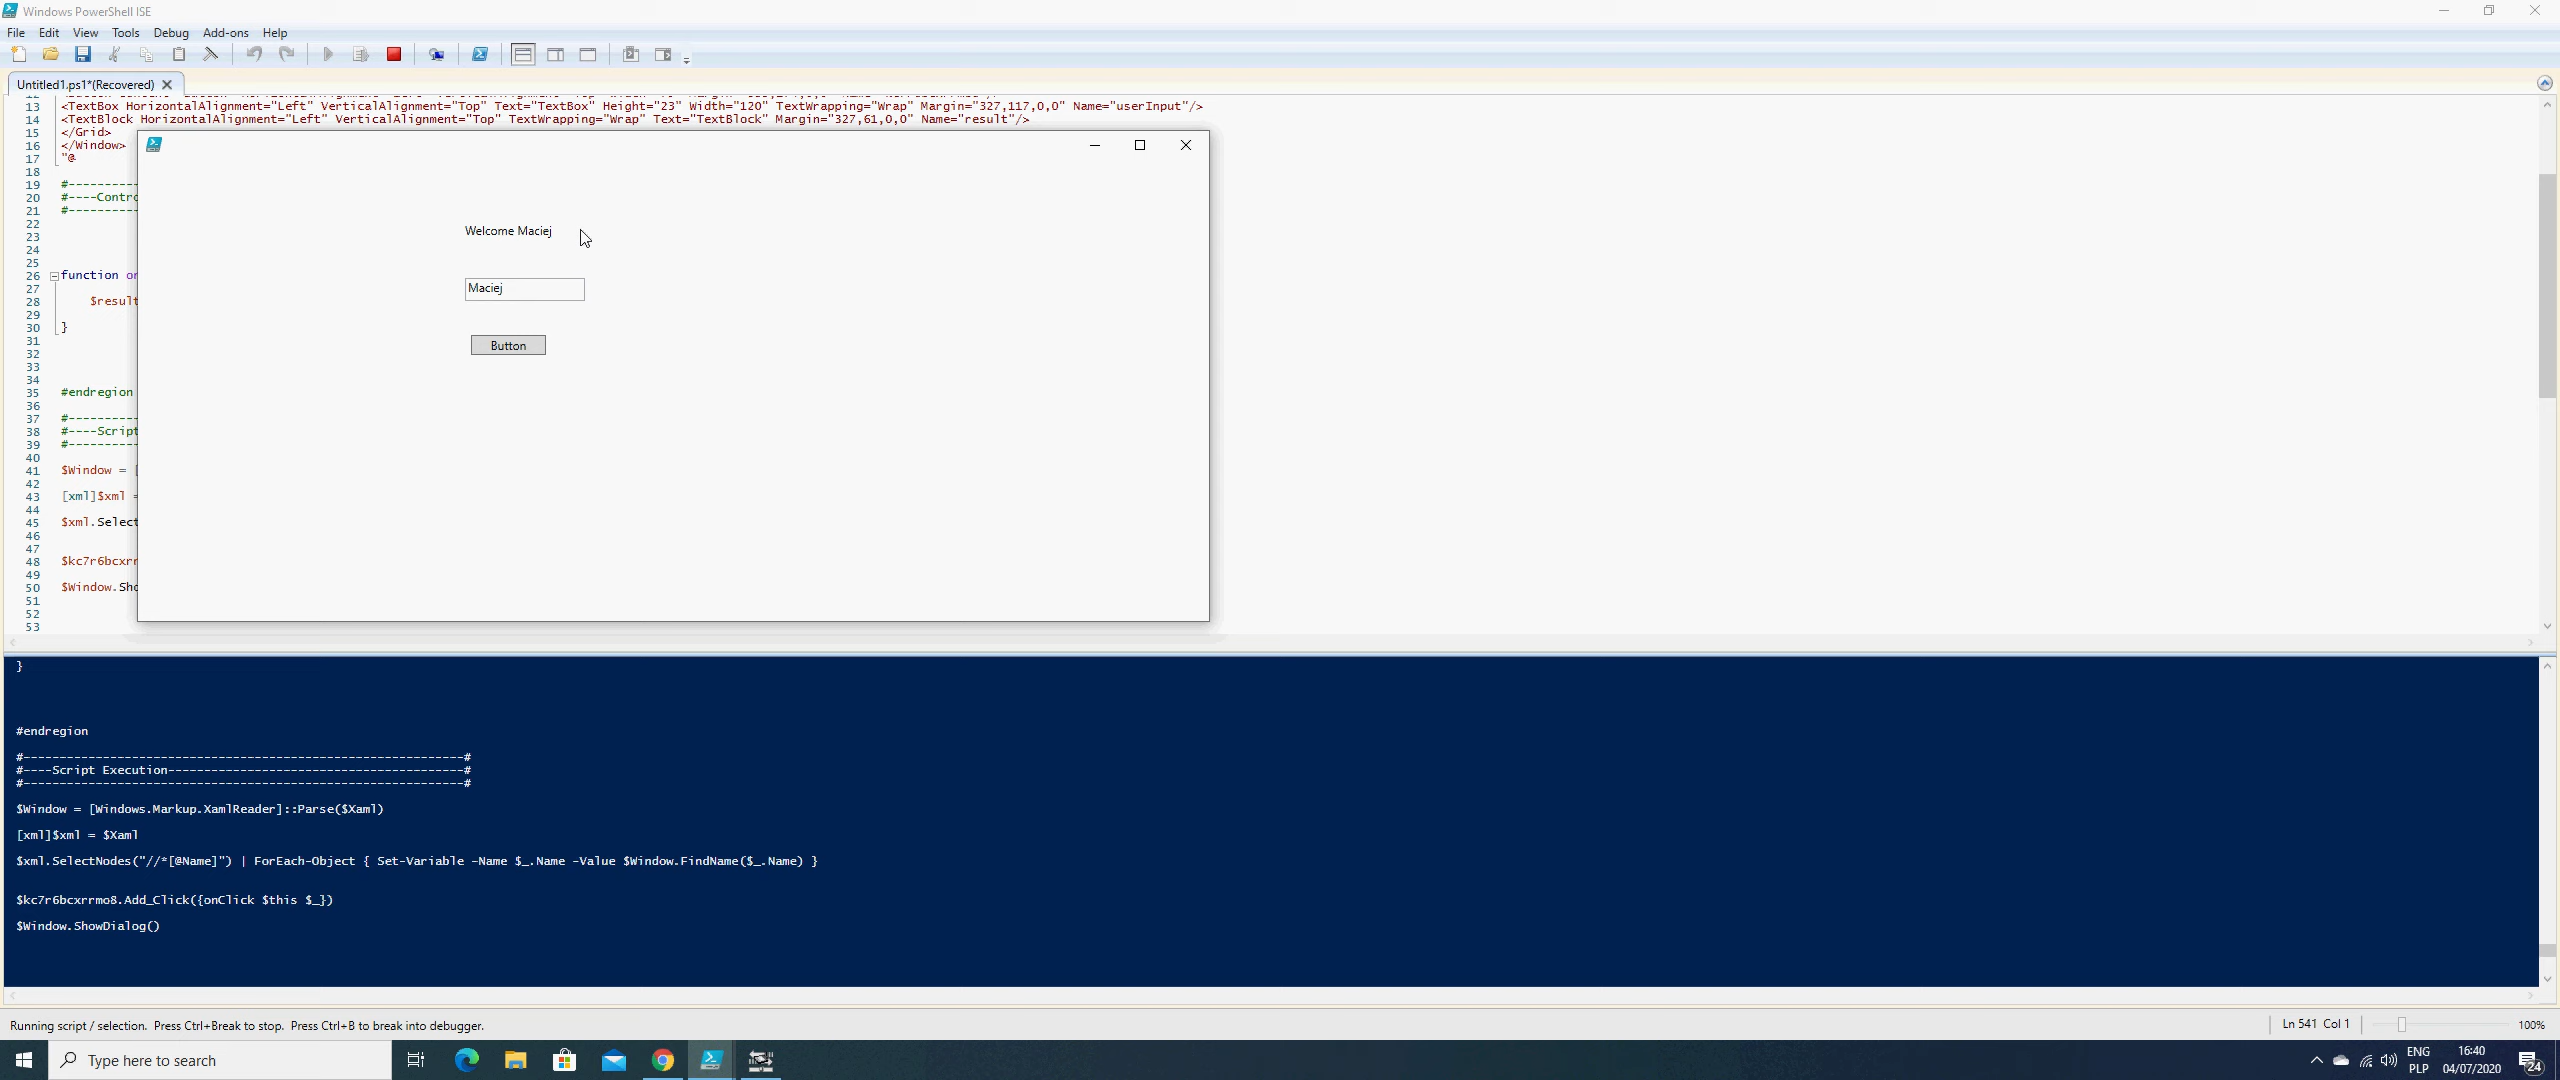 Windows PowerShell ISE
File Edit View Tools Debug Add-ons Help
Untitled1.ps1*(Recovered)
13 <TextBox HorizontalAlignment="Left" VerticalAlignment="Top" Text="TextBox" Height="23" Width="120" TextWrapping="Wrap" Margin="327,117,0,0" Name="userInput"/>
14 <TextBlock HorizontalAlignment="Left" VerticalAlignment="Top" TextWrapping="Wrap" Text="TextBlock" Margin="327,61,0,0" Name="result"/>
15 </Grid>
16 </Window>
17 "@
18
19 #----------
20 #----Contro
21 #----------
22
23
24
25
26 function on
27
28 $result
29
30 }
31
32
33
34
35 #endregion
36
37 #----------
38 #----Script
39 #----------
40
41 $Window = [
42
43 [xml]$xml =
44
45 $xml.Select
46
47
48 $kc7r6bcxrr
49
50 $Window.Sho
51
52
53
Welcome Maciej
Maciej
Button
}
#endregion
#-------------------------------------------------------#
#----Script Execution-----------------------------------#
#-------------------------------------------------------#
$Window = [Windows.Markup.XamlReader]::Parse($Xaml)
[xml]$xml = $Xaml
$xml.SelectNodes("//*[@Name]") | ForEach-Object { Set-Variable -Name $_.Name -Value $Window.FindName($_.Name) }
$kc7r6bcxrrmo8.Add_Click({onClick $this $_})
$Window.ShowDialog()
Running script / selection. Press Ctrl+Break to stop. Press Ctrl+B to break into debugger.
Ln 541 Col 1
100%
Type here to search
ENG
PLP
16:40
04/07/2020
24